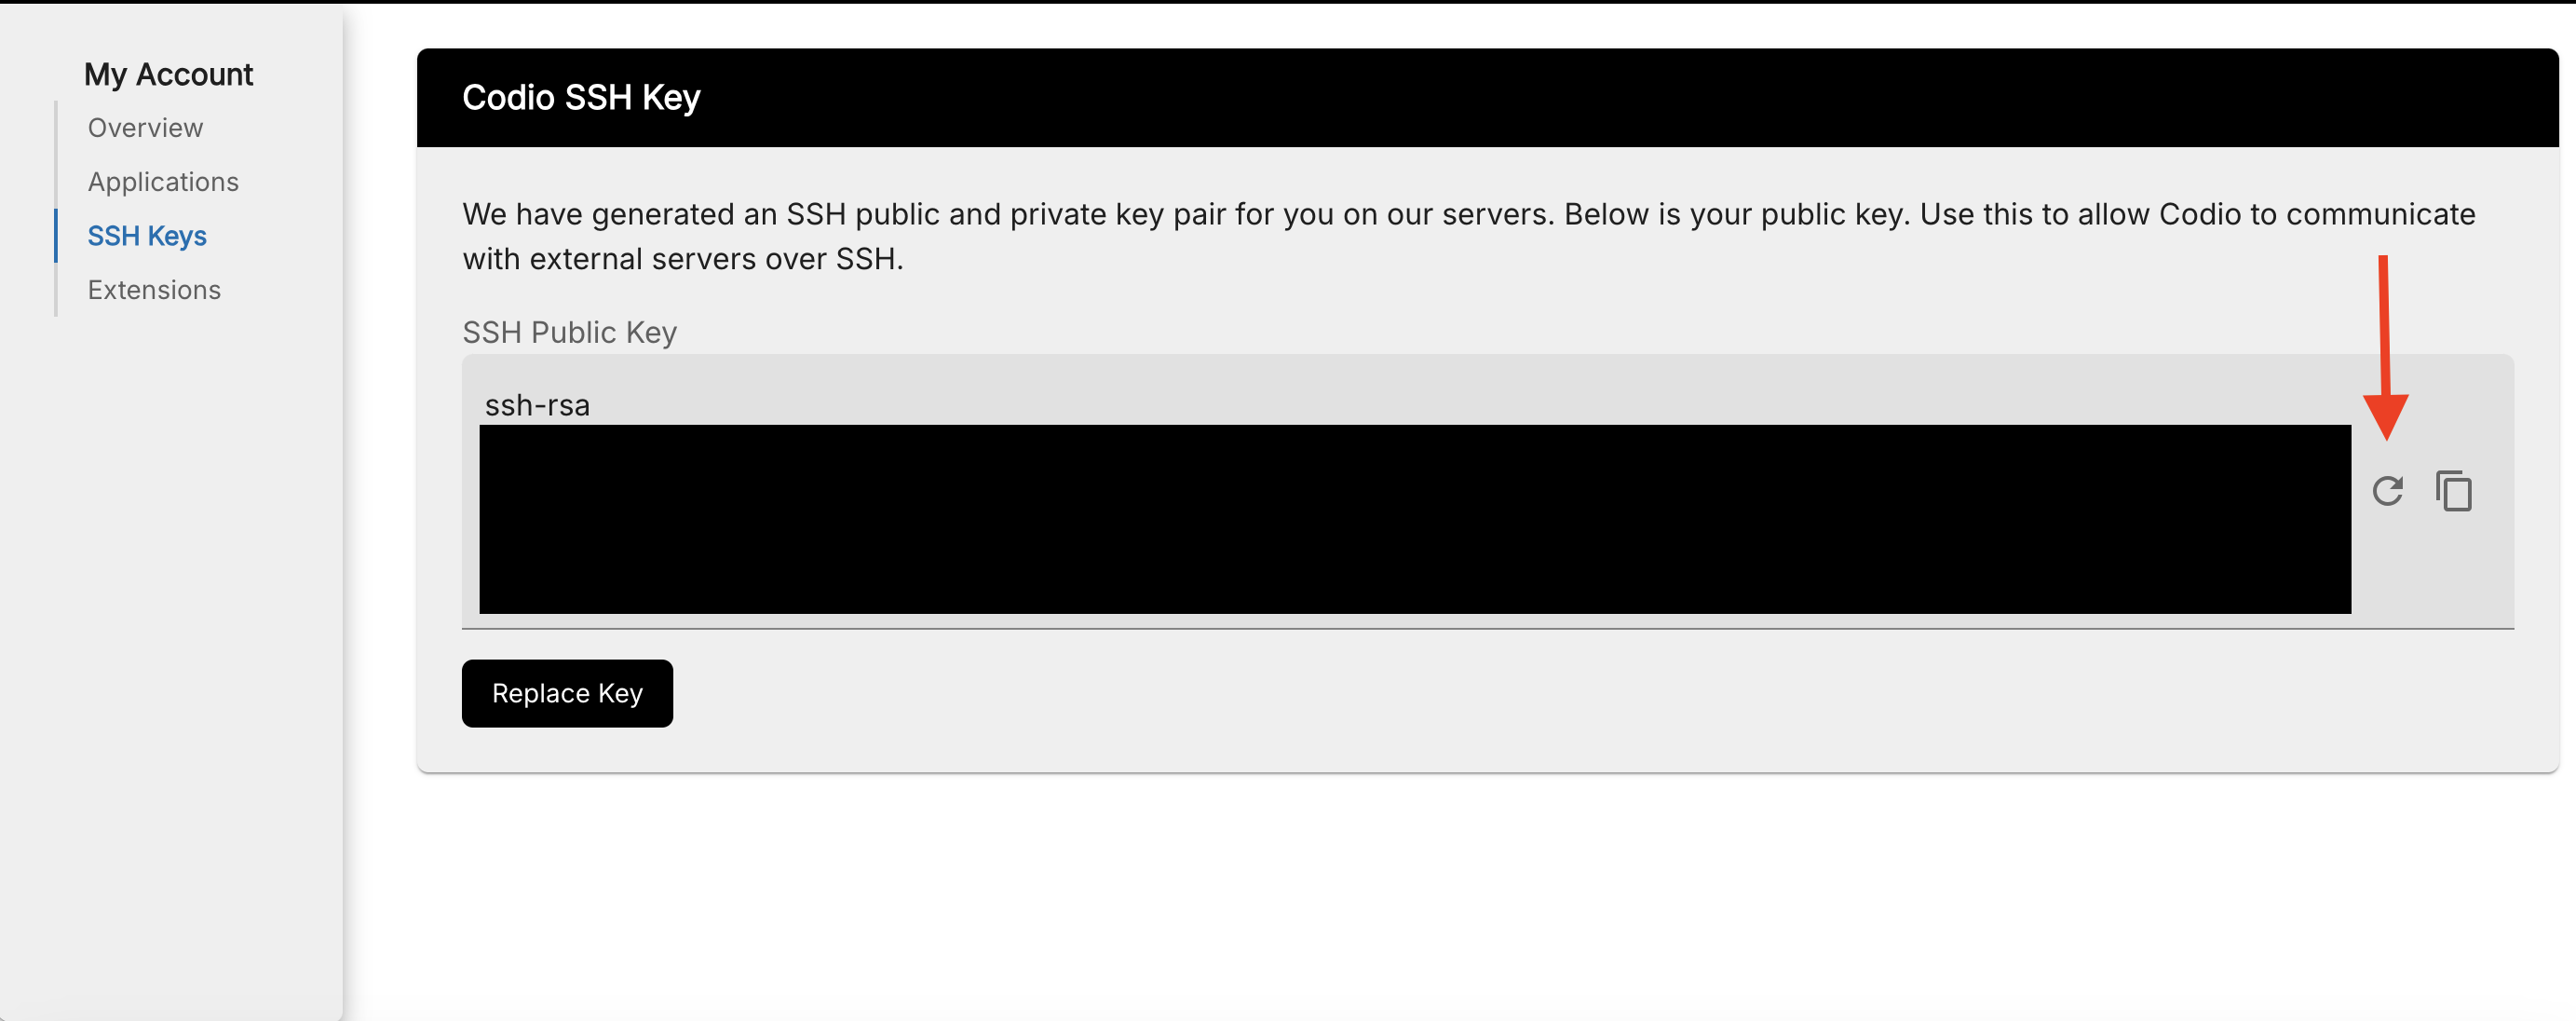 My Account
Overview
Applications
SSH Keys
Extensions
Codio SSH Key
We have generated an SSH public and private key pair for you on our servers. Below is your public key. Use this to allow Codio to communicate
with external servers over SSH.
SSH Public Key
ssh-rsa
Replace Key